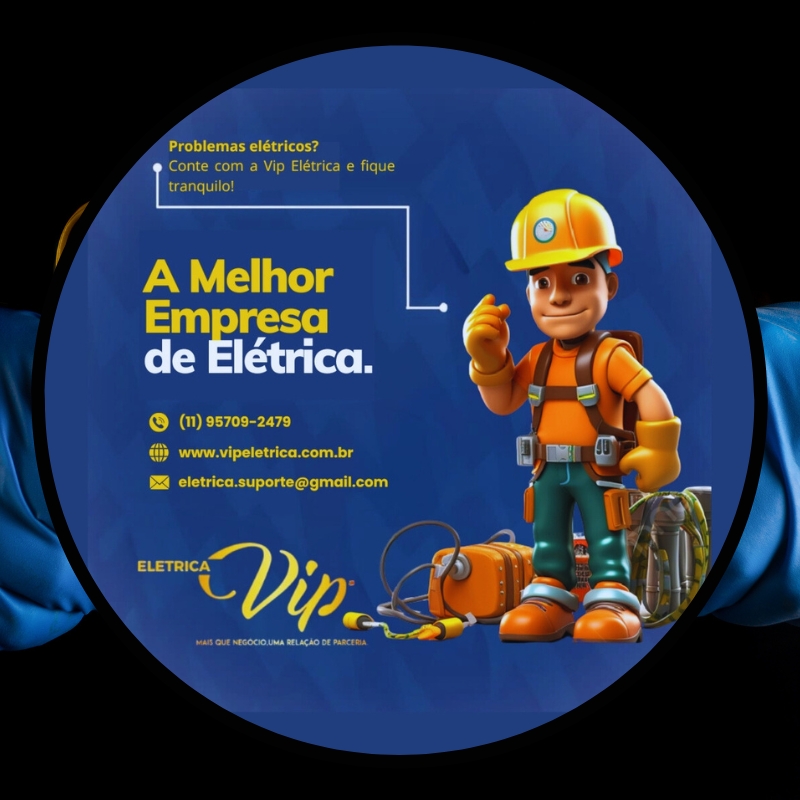 Problemas elétricos?
Conte com a Vip Elétrica e fique
tranquilo!
A Melhor
Empresa
de Elétrica.
(11) 95709-2479
www.vipeletrica.com.br
eletrica.suporte@gmail.com
ELETRICA
Vip
MAIS QUE NEGÓCIO,UMA RELAÇÃO DE PARCERIA.